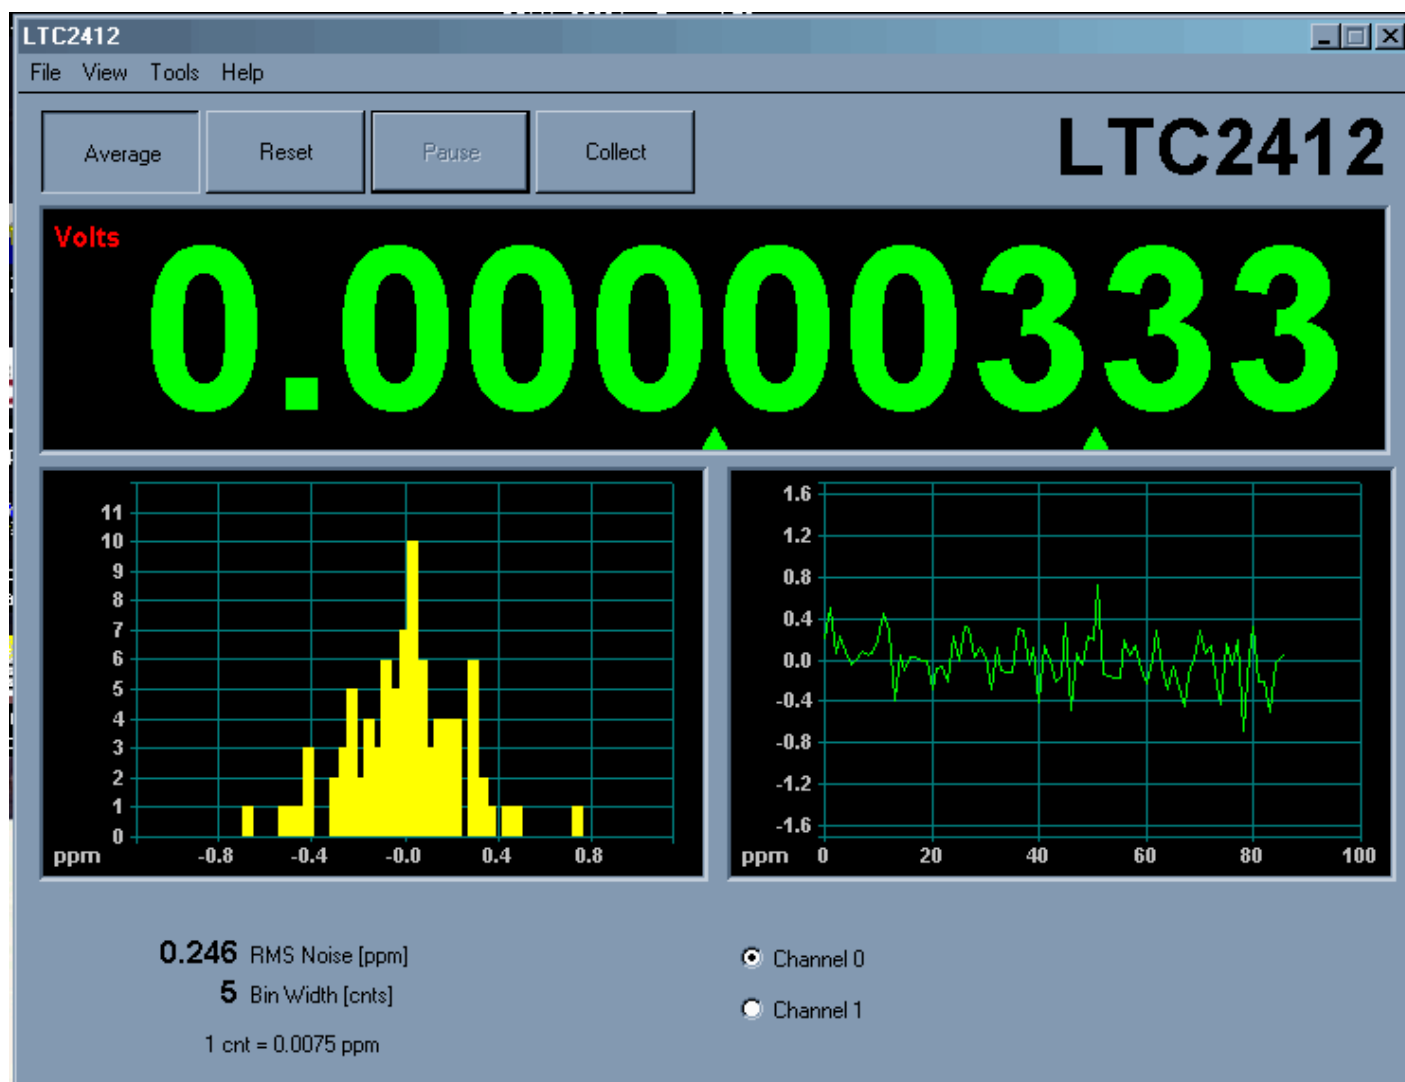 LTC2412
File View Tools Help
Average Reset Pause Collect
LTC2412
Volts
0.00000333
11
10
9
8
7
6
5
4
3
2
1
0
ppm -0.8 -0.4 -0.0 0.4 0.8
1.6
1.2
0.8
0.4
0.0
-0.4
-0.8
-1.2
-1.6
ppm 0 20 40 60 80 100
0.246 RMS Noise [ppm]
5 Bin Width [cnts]
1 cnt = 0.0075 ppm
Channel 0
Channel 1